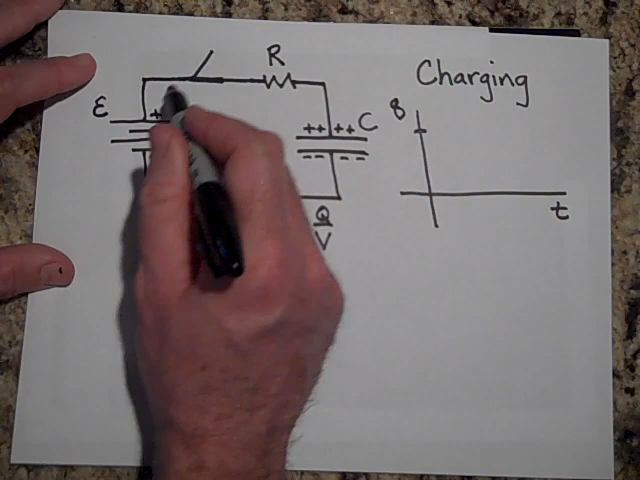 R
Charging
ε
+
++ ++ C
-- --
Q
V
q
t